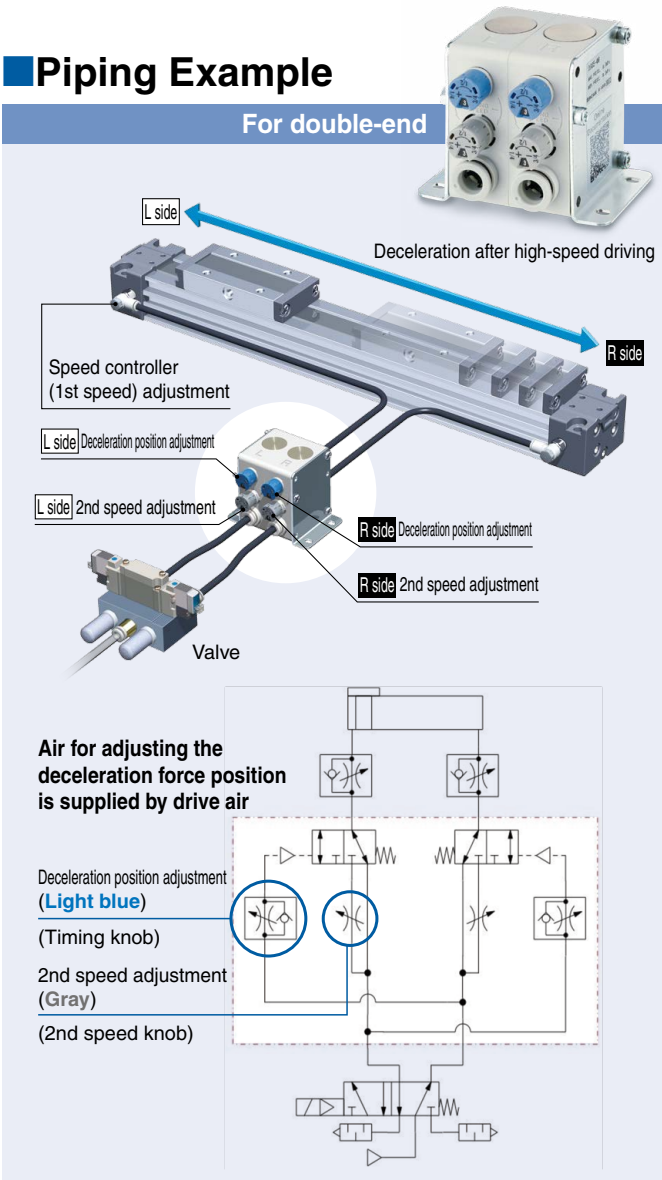 Piping Example
For double-end
L side
Deceleration after high-speed driving
R side
Speed controller
(1st speed) adjustment
L side Deceleration position adjustment
L side 2nd speed adjustment
R side Deceleration position adjustment
R side 2nd speed adjustment
Valve
L R
Air for adjusting the
deceleration force position
is supplied by drive air
Deceleration position adjustment
(Light blue)
(Timing knob)
2nd speed adjustment
(Gray)
(2nd speed knob)